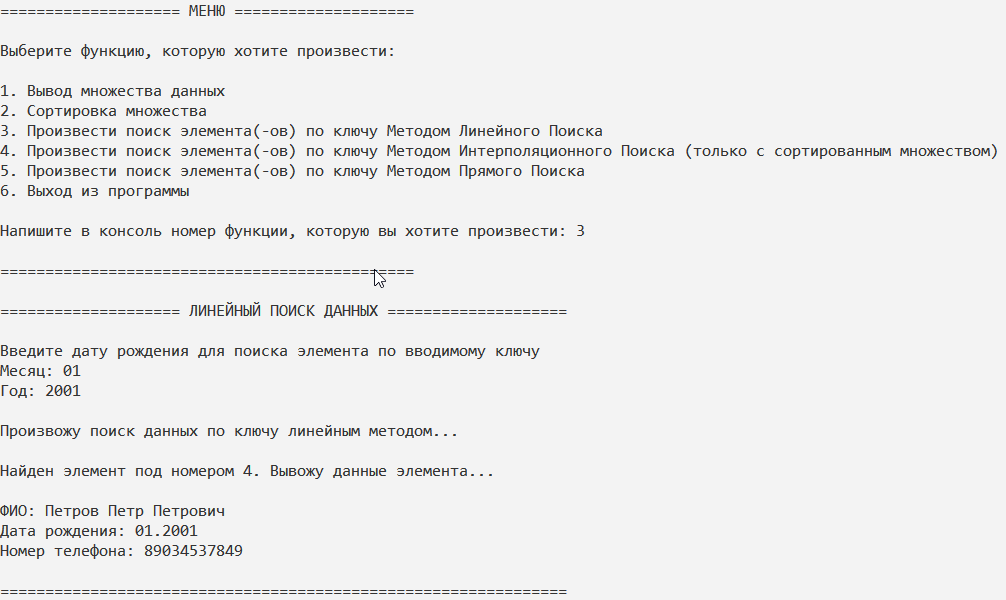 ==================== МЕНЮ ====================
Выберите функцию, которую хотите произвести:
1. Вывод множества данных
2. Сортировка множества
3. Произвести поиск элемента(-ов) по ключу Методом Линейного Поиска
4. Произвести поиск элемента(-ов) по ключу Методом Интерполяционного Поиска (только с сортированным множеством)
5. Произвести поиск элемента(-ов) по ключу Методом Прямого Поиска
6. Выход из программы
Напишите в консоль номер функции, которую вы хотите произвести: 3
==============================================
==================== ЛИНЕЙНЫЙ ПОИСК ДАННЫХ ====================
Введите дату рождения для поиска элемента по вводимому ключу
Месяц: 01
Год: 2001
Произвожу поиск данных по ключу линейным методом...
Найден элемент под номером 4. Вывожу данные элемента...
ФИО: Петров Петр Петрович
Дата рождения: 01.2001
Номер телефона: 89034537849
===============================================================